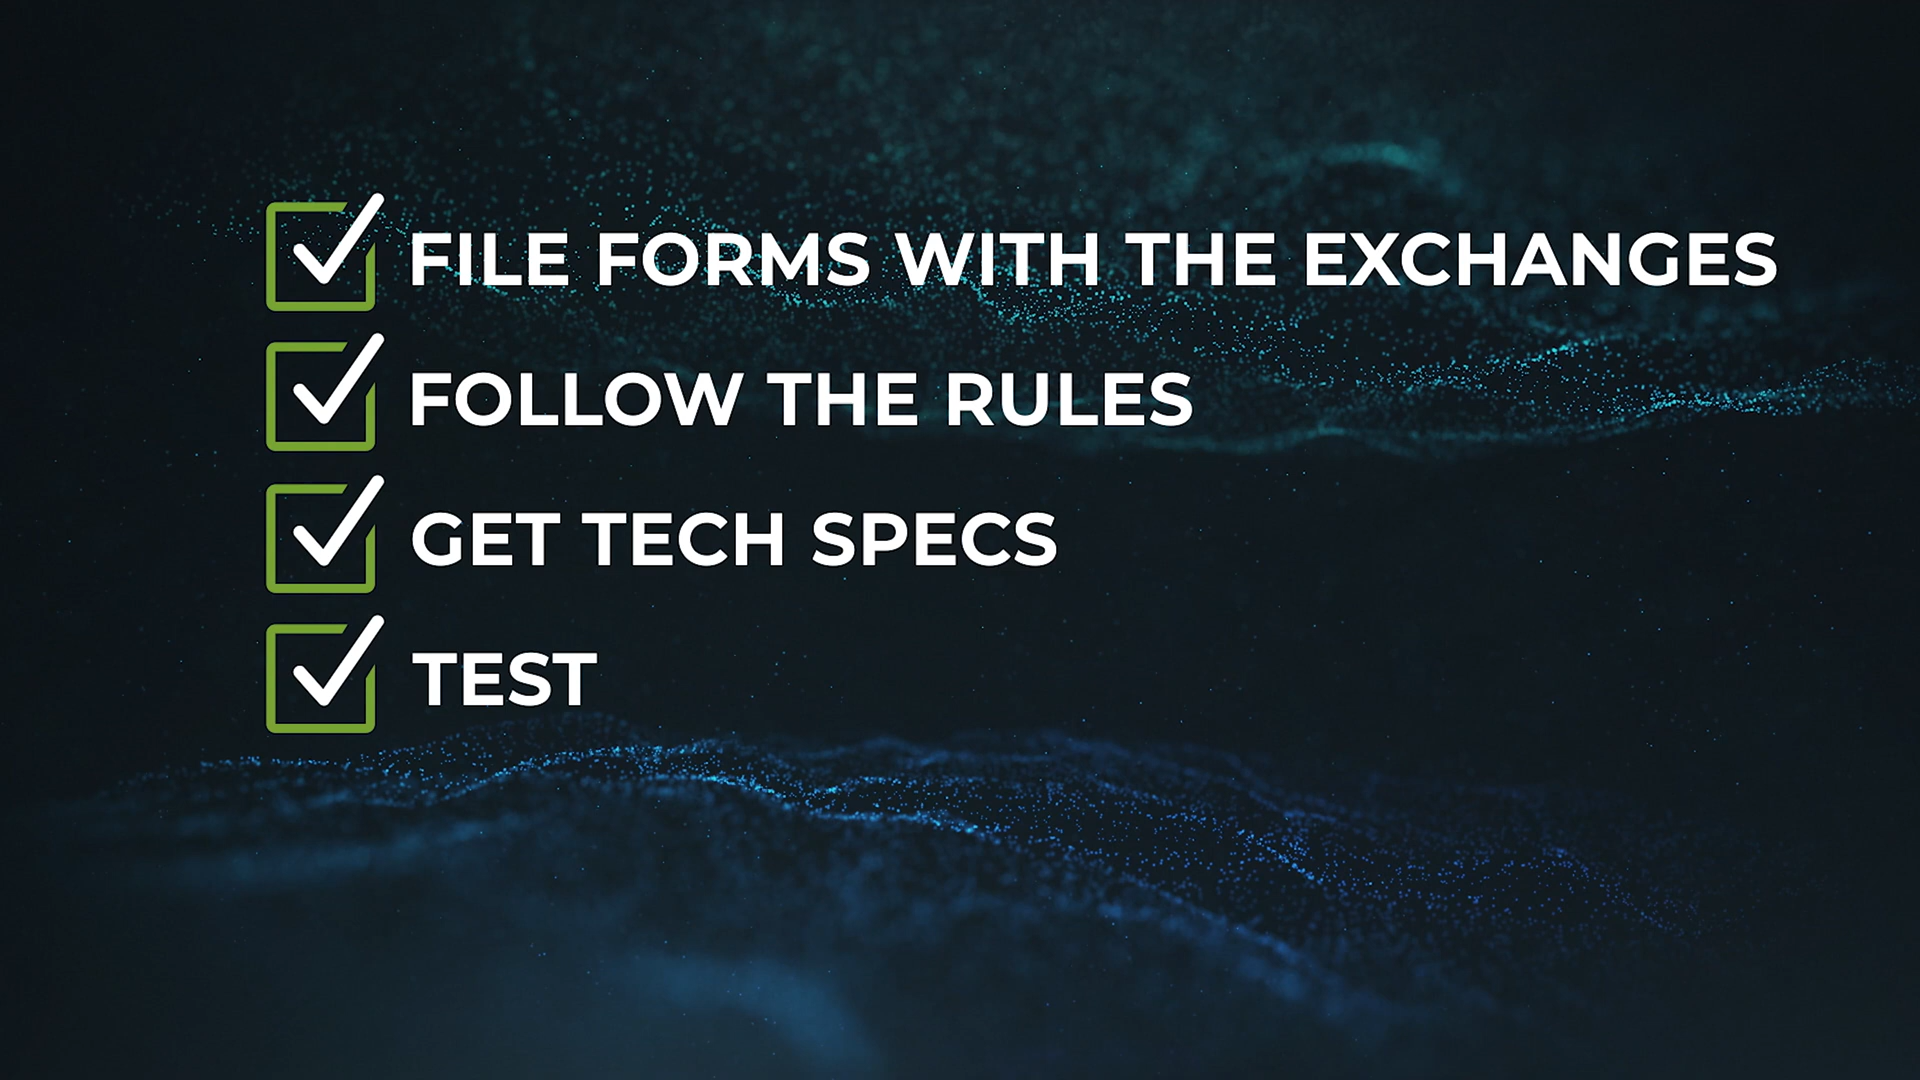 FILE FORMS WITH THE EXCHANGES
FOLLOW THE RULES
GET TECH SPECS
TEST